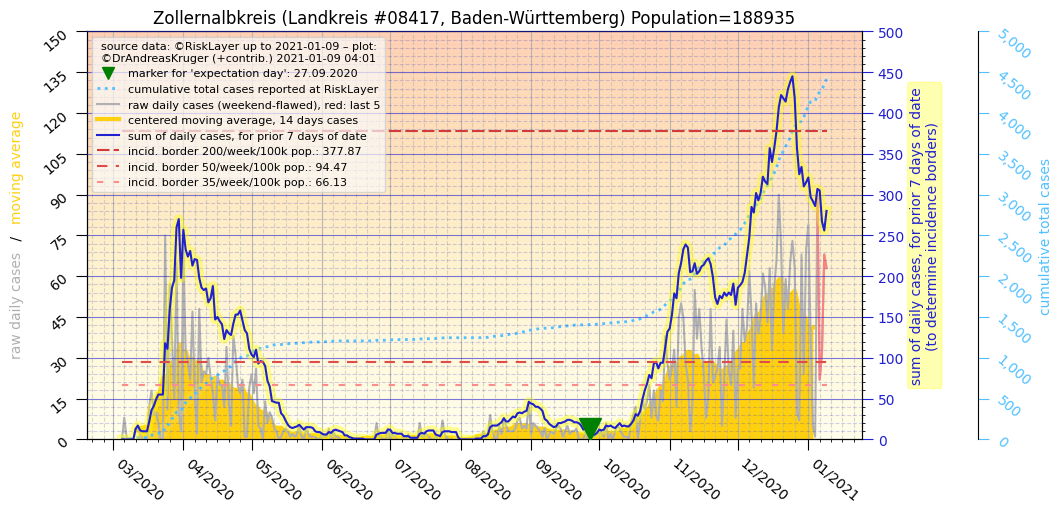 Zollernalbkreis (Landkreis #08417, Baden-Württemberg) Population=188935
source data: ©RiskLayer up to 2021-01-09 – plot:
©DrAndreasKruger (+contrib.) 2021-01-09 04:01
marker for 'expectation day': 27.09.2020
cumulative total cases reported at RiskLayer
raw daily cases (weekend-flawed), red: last 5
centered moving average, 14 days cases
sum of daily cases, for prior 7 days of date
incid. border 200/week/100k pop.: 377.87
incid. border 50/week/100k pop.: 94.47
incid. border 35/week/100k pop.: 66.13
raw daily cases / moving average
150
135
120
105
90
75
60
45
30
15
0
03/2020
04/2020
05/2020
06/2020
07/2020
08/2020
09/2020
10/2020
11/2020
12/2020
01/2021
500
450
400
350
300
250
200
150
100
50
0
sum of daily cases, for prior 7 days of date
(to determine incidence borders)
5,000
4,500
4,000
3,500
3,000
2,500
2,000
1,500
1,000
500
0
cumulative total cases